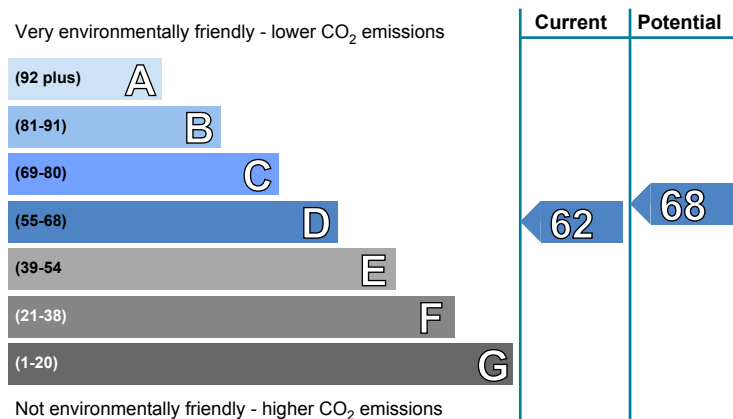 Very environmentally friendly - lower CO₂ emissions
Current
Potential
(92 plus) A
(81-91) B
(69-80) C
(55-68) D
(39-54 E
(21-38) F
(1-20) G
62
68
Not environmentally friendly - higher CO₂ emissions